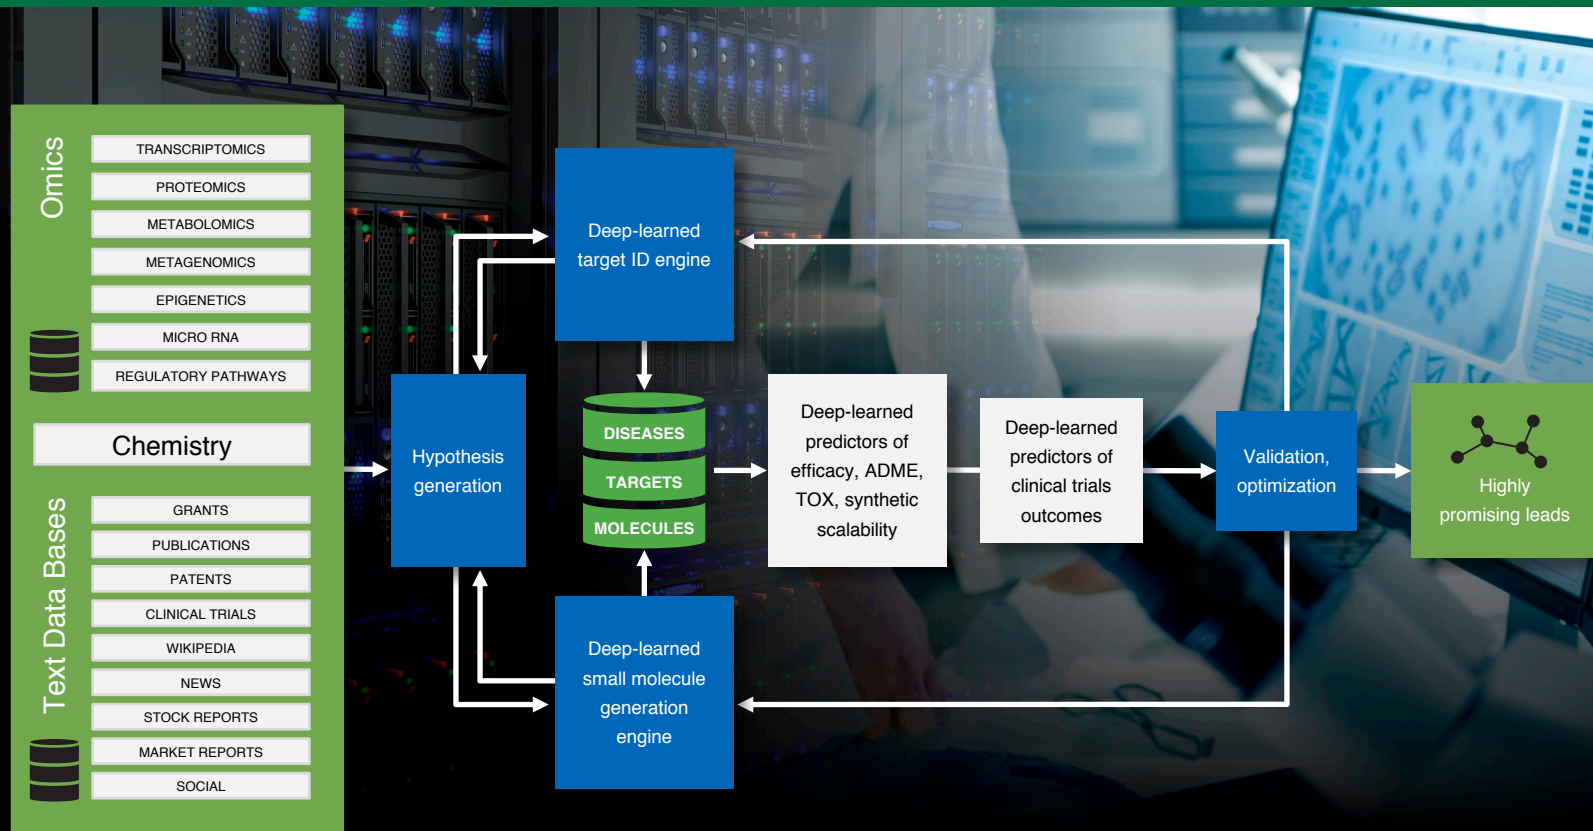 Omics
TRANSCRIPTOMICS
PROTEOMICS
METABOLOMICS
METAGENOMICS
EPIGENETICS
MICRO RNA
REGULATORY PATHWAYS
Chemistry
Text Data Bases
GRANTS
PUBLICATIONS
PATENTS
CLINICAL TRIALS
WIKIPEDIA
NEWS
STOCK REPORTS
MARKET REPORTS
SOCIAL
Hypothesis
generation
Deep-learned
target ID engine
DISEASES
TARGETS
MOLECULES
Deep-learned
small molecule
generation
engine
Deep-learned
predictors of
efficacy, ADME,
TOX, synthetic
scalability
Deep-learned
predictors of
clinical trials
outcomes
Validation,
optimization
Highly
promising leads